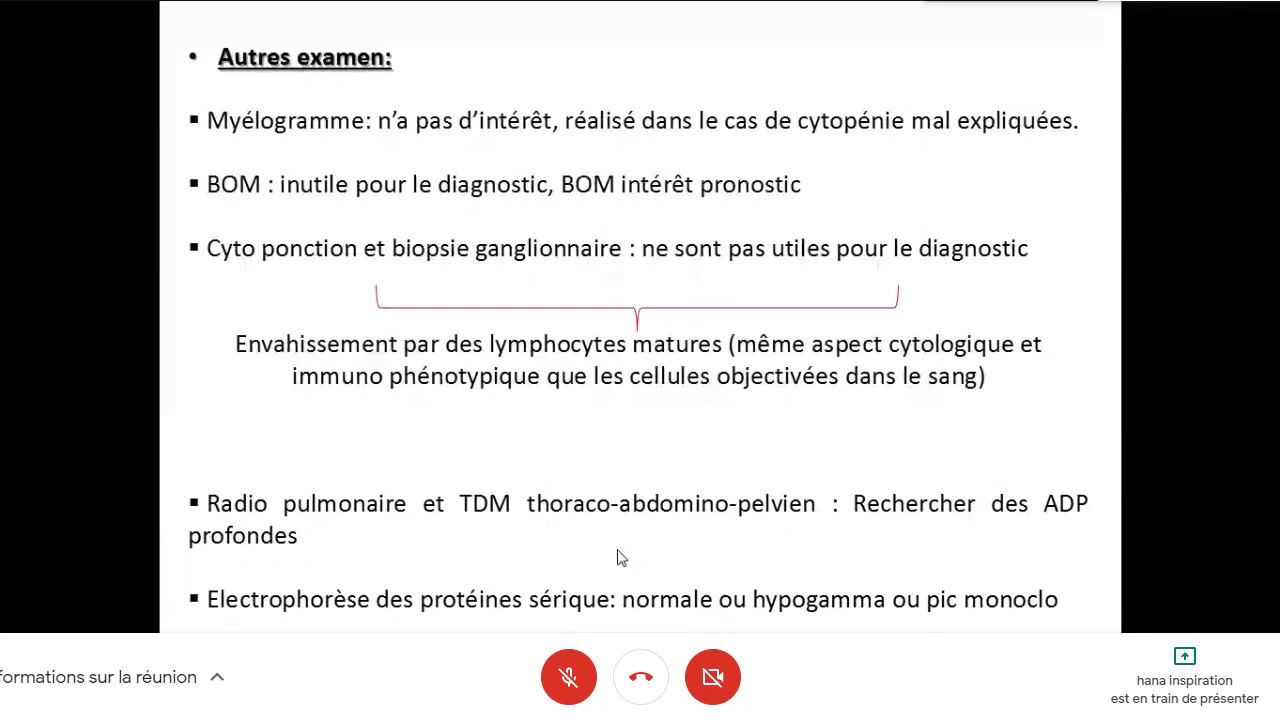 • Autres examen:
▪ Myélogramme: n’a pas d’intérêt, réalisé dans le cas de cytopénie mal expliquées.
▪ BOM : inutile pour le diagnostic, BOM intérêt pronostic
▪ Cyto ponction et biopsie ganglionnaire : ne sont pas utiles pour le diagnostic
Envahissement par des lymphocytes matures (même aspect cytologique et
immuno phénotypique que les cellules objectivées dans le sang)
▪ Radio pulmonaire et TDM thoraco-abdomino-pelvien : Rechercher des ADP
profondes
▪ Electrophorèse des protéines sérique: normale ou hypogamma ou pic monoclo
formations sur la réunion
hana inspiration
est en train de présenter